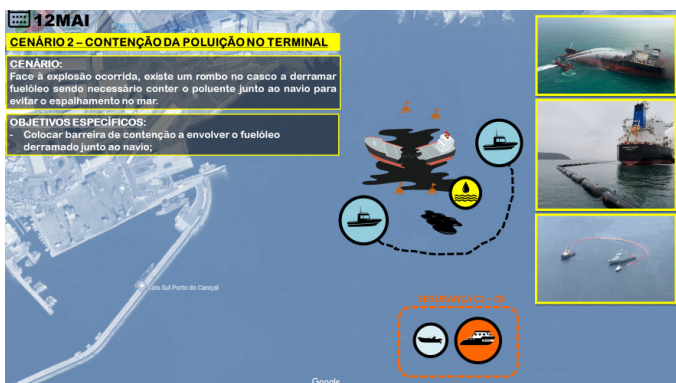 12MAI
CENÁRIO 2 – CONTENÇÃO DA POLUIÇÃO NO TERMINAL
CENÁRIO:
Face à explosão ocorrida, existe um rombo no casco a derramar
fuelóleo sendo necessário conter o poluente junto ao navio para
evitar o espalhamento no mar.
OBJETIVOS ESPECÍFICOS:
- Colocar barreira de contenção a envolver o fuelóleo
derramado junto ao navio;
Cais Sul Porto do Caniçal
Google